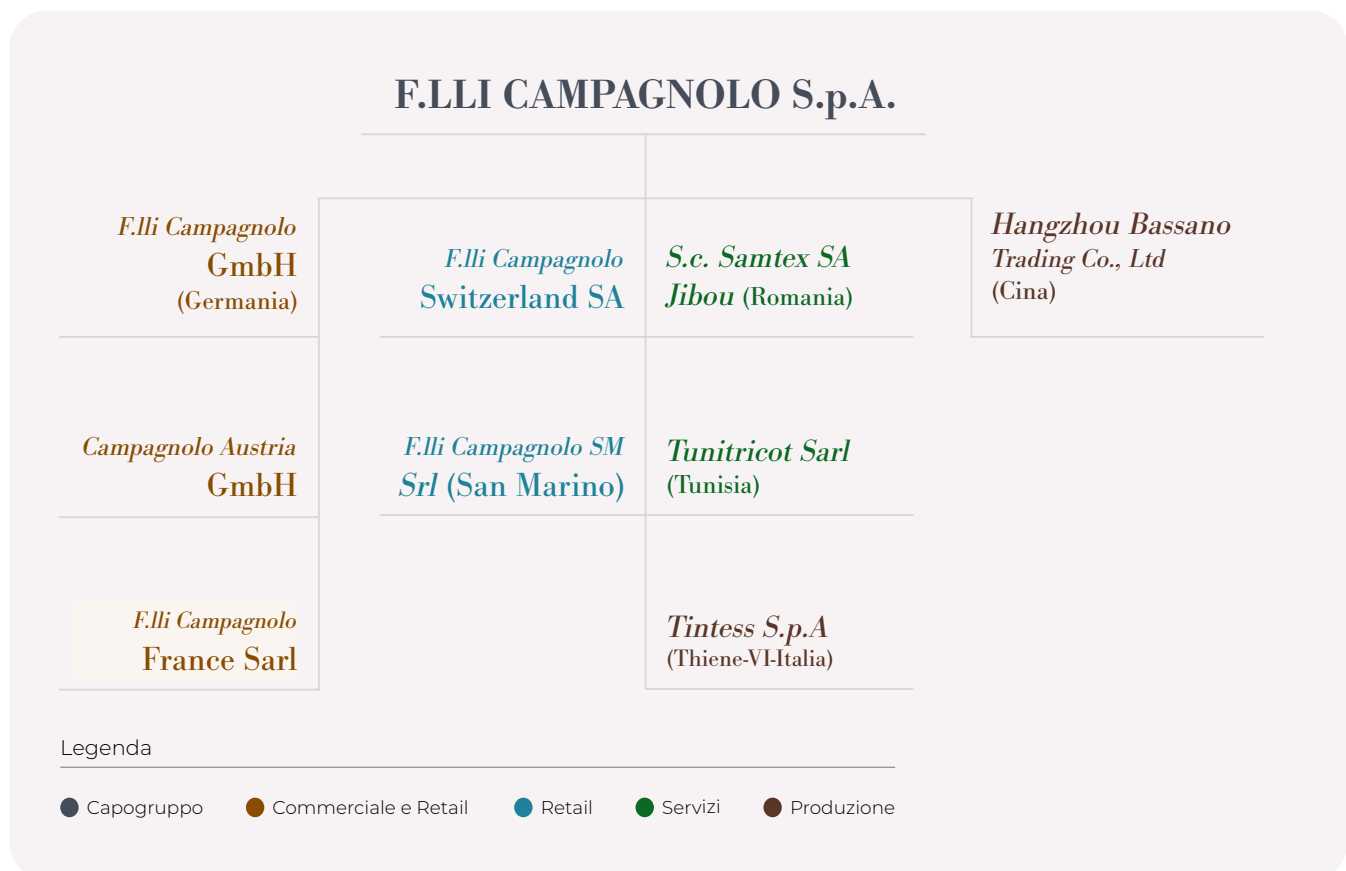 F.LLI CAMPAGNOLO S.p.A.
F.lli Campagnolo
GmbH
(Germania)
F.lli Campagnolo
Switzerland SA
S.c. Samtex SA
Jibou (Romania)
Hangzhou Bassano
Trading Co., Ltd
(Cina)
Campagnolo Austria
GmbH
F.lli Campagnolo SM
Srl (San Marino)
Tunitricot Sarl
(Tunisia)
F.lli Campagnolo
France Sarl
Tintess S.p.A
(Thiene-VI-Italia)
Legenda
Capogruppo
Commerciale e Retail
Retail
Servizi
Produzione